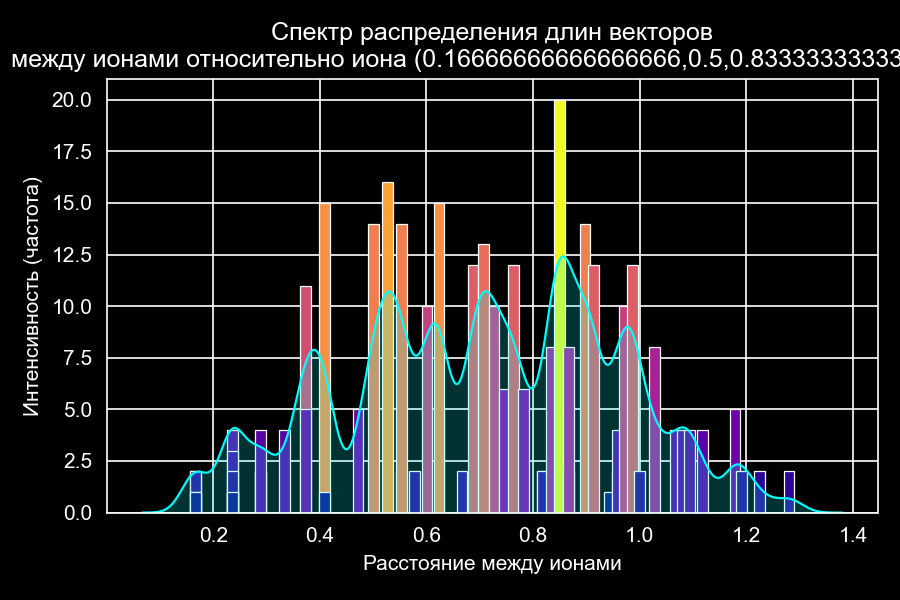 Спектр распределения длин векторов
между ионами относительно иона (0.16666666666666666,0.5,0.83333333333
Интенсивность (частота)
20.0
17.5
15.0
12.5
10.0
7.5
5.0
2.5
0.0
0.2 0.4 0.6 0.8 1.0 1.2 1.4
Расстояние между ионами